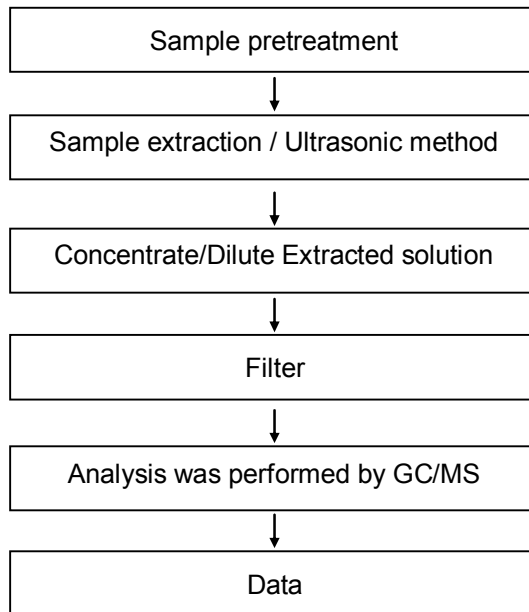 Sample pretreatment
Sample extraction / Ultrasonic method
Concentrate/Dilute Extracted solution
Filter
Analysis was performed by GC/MS
Data